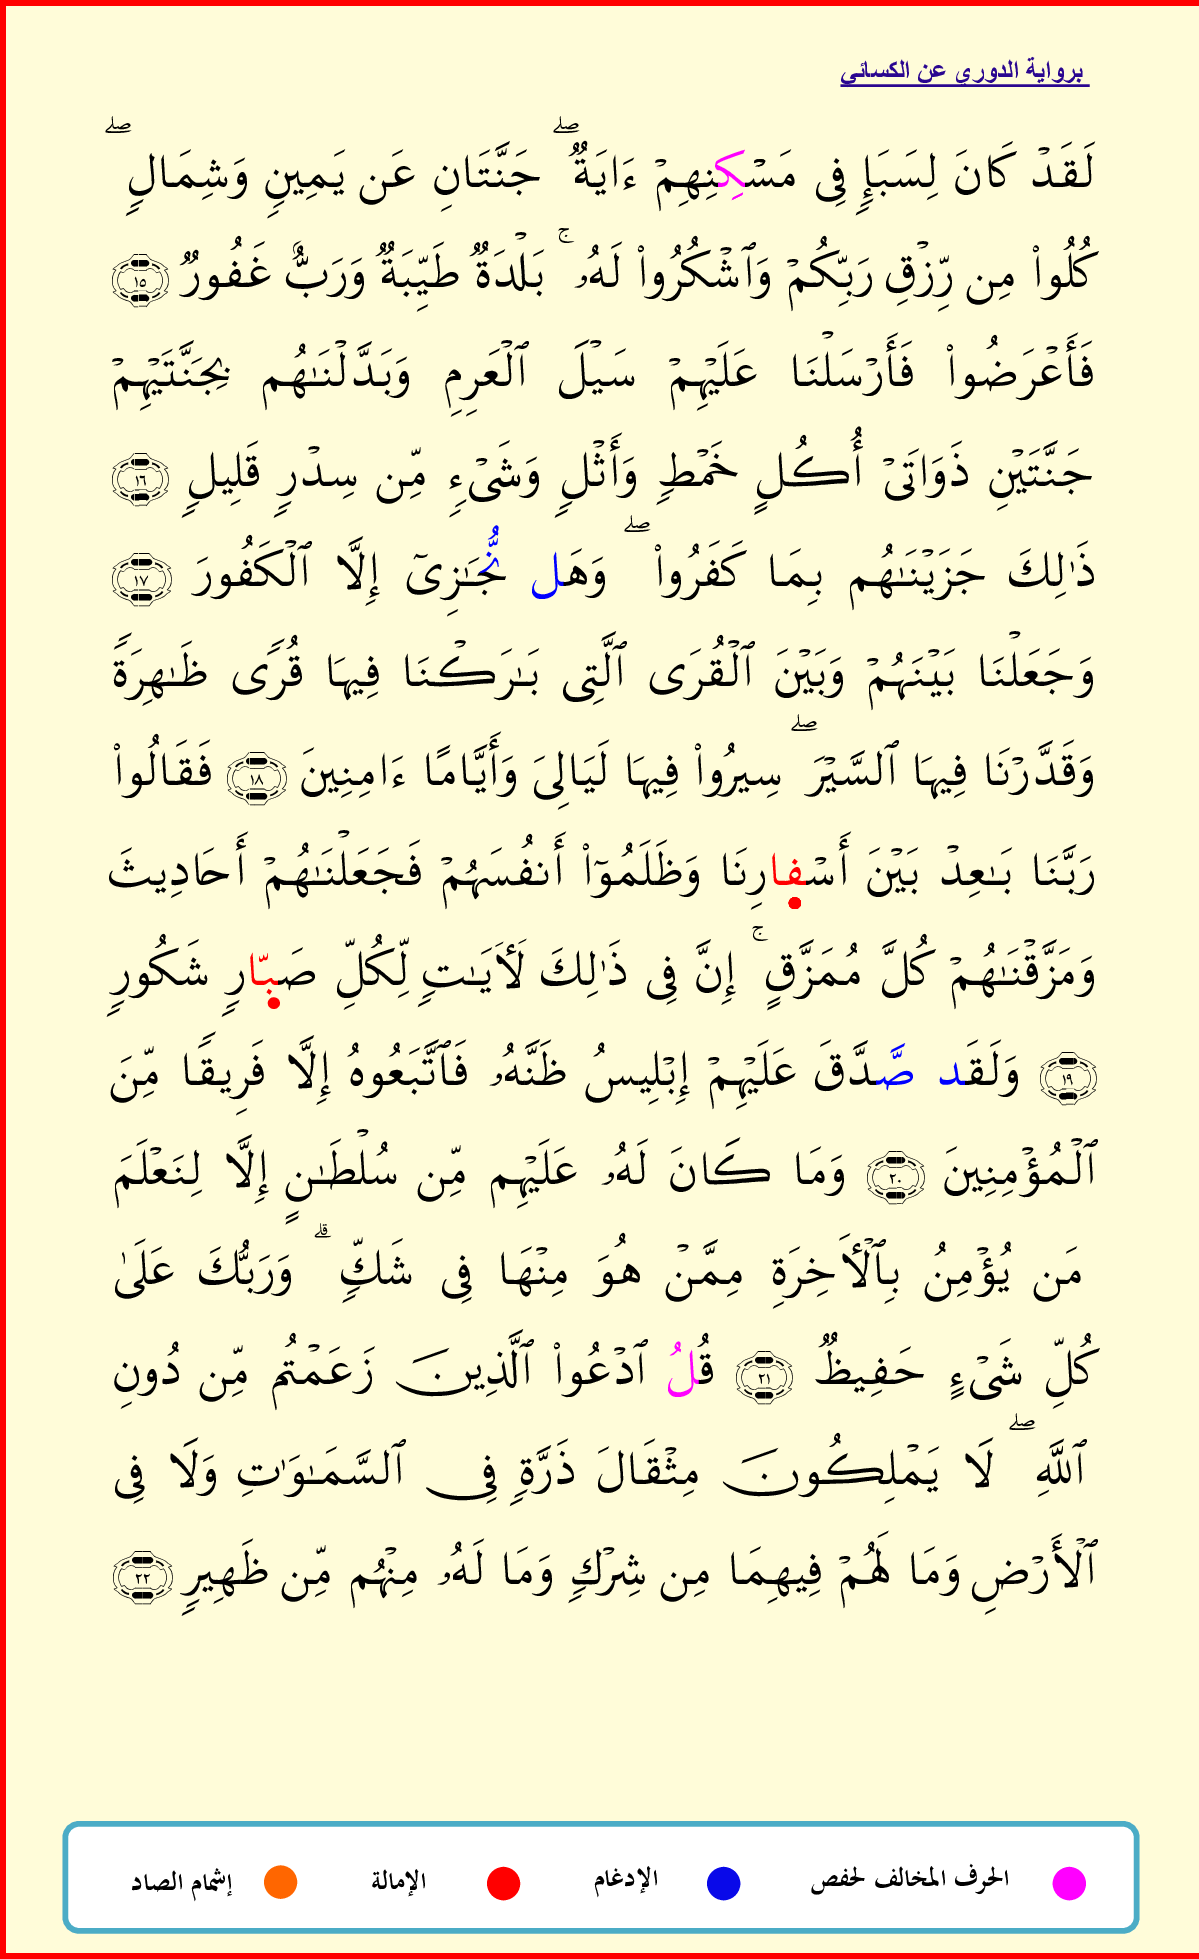 برواية الدوري عن الكسائي
لَقَدۡ كَانَ لِسَبَإٖ فِي مَسۡكِنِهِمۡ ءَايَةٞۖ جَنَّتَانِ عَن يَمِينٖ وَشِمَالٖۖ
كُلُواْ مِن رِّزۡقِ رَبِّكُمۡ وَٱشۡكُرُواْ لَهُۥۚ بَلۡدَةٞ طَيِّبَةٞ وَرَبٌّ غَفُورٞ ١٥
فَأَعۡرَضُواْ فَأَرۡسَلۡنَا عَلَيۡهِمۡ سَيۡلَ ٱلۡعَرِمِ وَبَدَّلۡنَٰهُم بِجَنَّتَيۡهِمۡ
جَنَّتَيۡنِ ذَوَاتَيۡ أُكُلٍ خَمۡطٖ وَأَثۡلٖ وَشَيۡءٖ مِّن سِدۡرٖ قَلِيلٖ ١٦
ذَٰلِكَ جَزَيۡنَٰهُم بِمَا كَفَرُواْۖ وَهَل نُّجَٰزِيٓ إِلَّا ٱلۡكَفُورَ ١٧
وَجَعَلۡنَا بَيۡنَهُمۡ وَبَيۡنَ ٱلۡقُرَى ٱلَّتِي بَٰرَكۡنَا فِيهَا قُرٗى ظَٰهِرَةٗ
وَقَدَّرۡنَا فِيهَا ٱلسَّيۡرَۖ سِيرُواْ فِيهَا لَيَالِيَ وَأَيَّامًا ءَامِنِينَ ١٨ فَقَالُواْ
رَبَّنَا بَٰعِدۡ بَيۡنَ أَسۡفارِنَا وَظَلَمُوٓاْ أَنفُسَهُمۡ فَجَعَلۡنَٰهُمۡ أَحَادِيثَ
وَمَزَّقۡنَٰهُمۡ كُلَّ مُمَزَّقٍۚ إِنَّ فِي ذَٰلِكَ لَأٓيَٰتٖ لِّكُلِّ صَبّارٖ شَكُورٖ
١٩ وَلَقَد صَّدَّقَ عَلَيۡهِمۡ إِبۡلِيسُ ظَنَّهُۥ فَٱتَّبَعُوهُ إِلَّا فَرِيقٗا مِّنَ
ٱلۡمُؤۡمِنِينَ ٢٠ وَمَا كَانَ لَهُۥ عَلَيۡهِم مِّن سُلۡطَٰنٍ إِلَّا لِنَعۡلَمَ
مَن يُؤۡمِنُ بِٱلۡأٓخِرَةِ مِمَّنۡ هُوَ مِنۡهَا فِي شَكّٖۗ وَرَبُّكَ عَلَىٰ
كُلِّ شَيۡءٍ حَفِيظٞ ٢١ قُلُ ٱدۡعُواْ ٱلَّذِينَ زَعَمۡتُم مِّن دُونِ
ٱللَّهِۖ لَا يَمۡلِكُونَ مِثۡقَالَ ذَرَّةٖ فِي ٱلسَّمَٰوَٰتِ وَلَا فِي
ٱلۡأَرۡضِ وَمَا لَهُمۡ فِيهِمَا مِن شِرۡكٖ وَمَا لَهُۥ مِنۡهُم مِّن ظَهِيرٖ ٢٢
الحرف المخالف لحفص الإدغام الإمالة إشمام الصاد